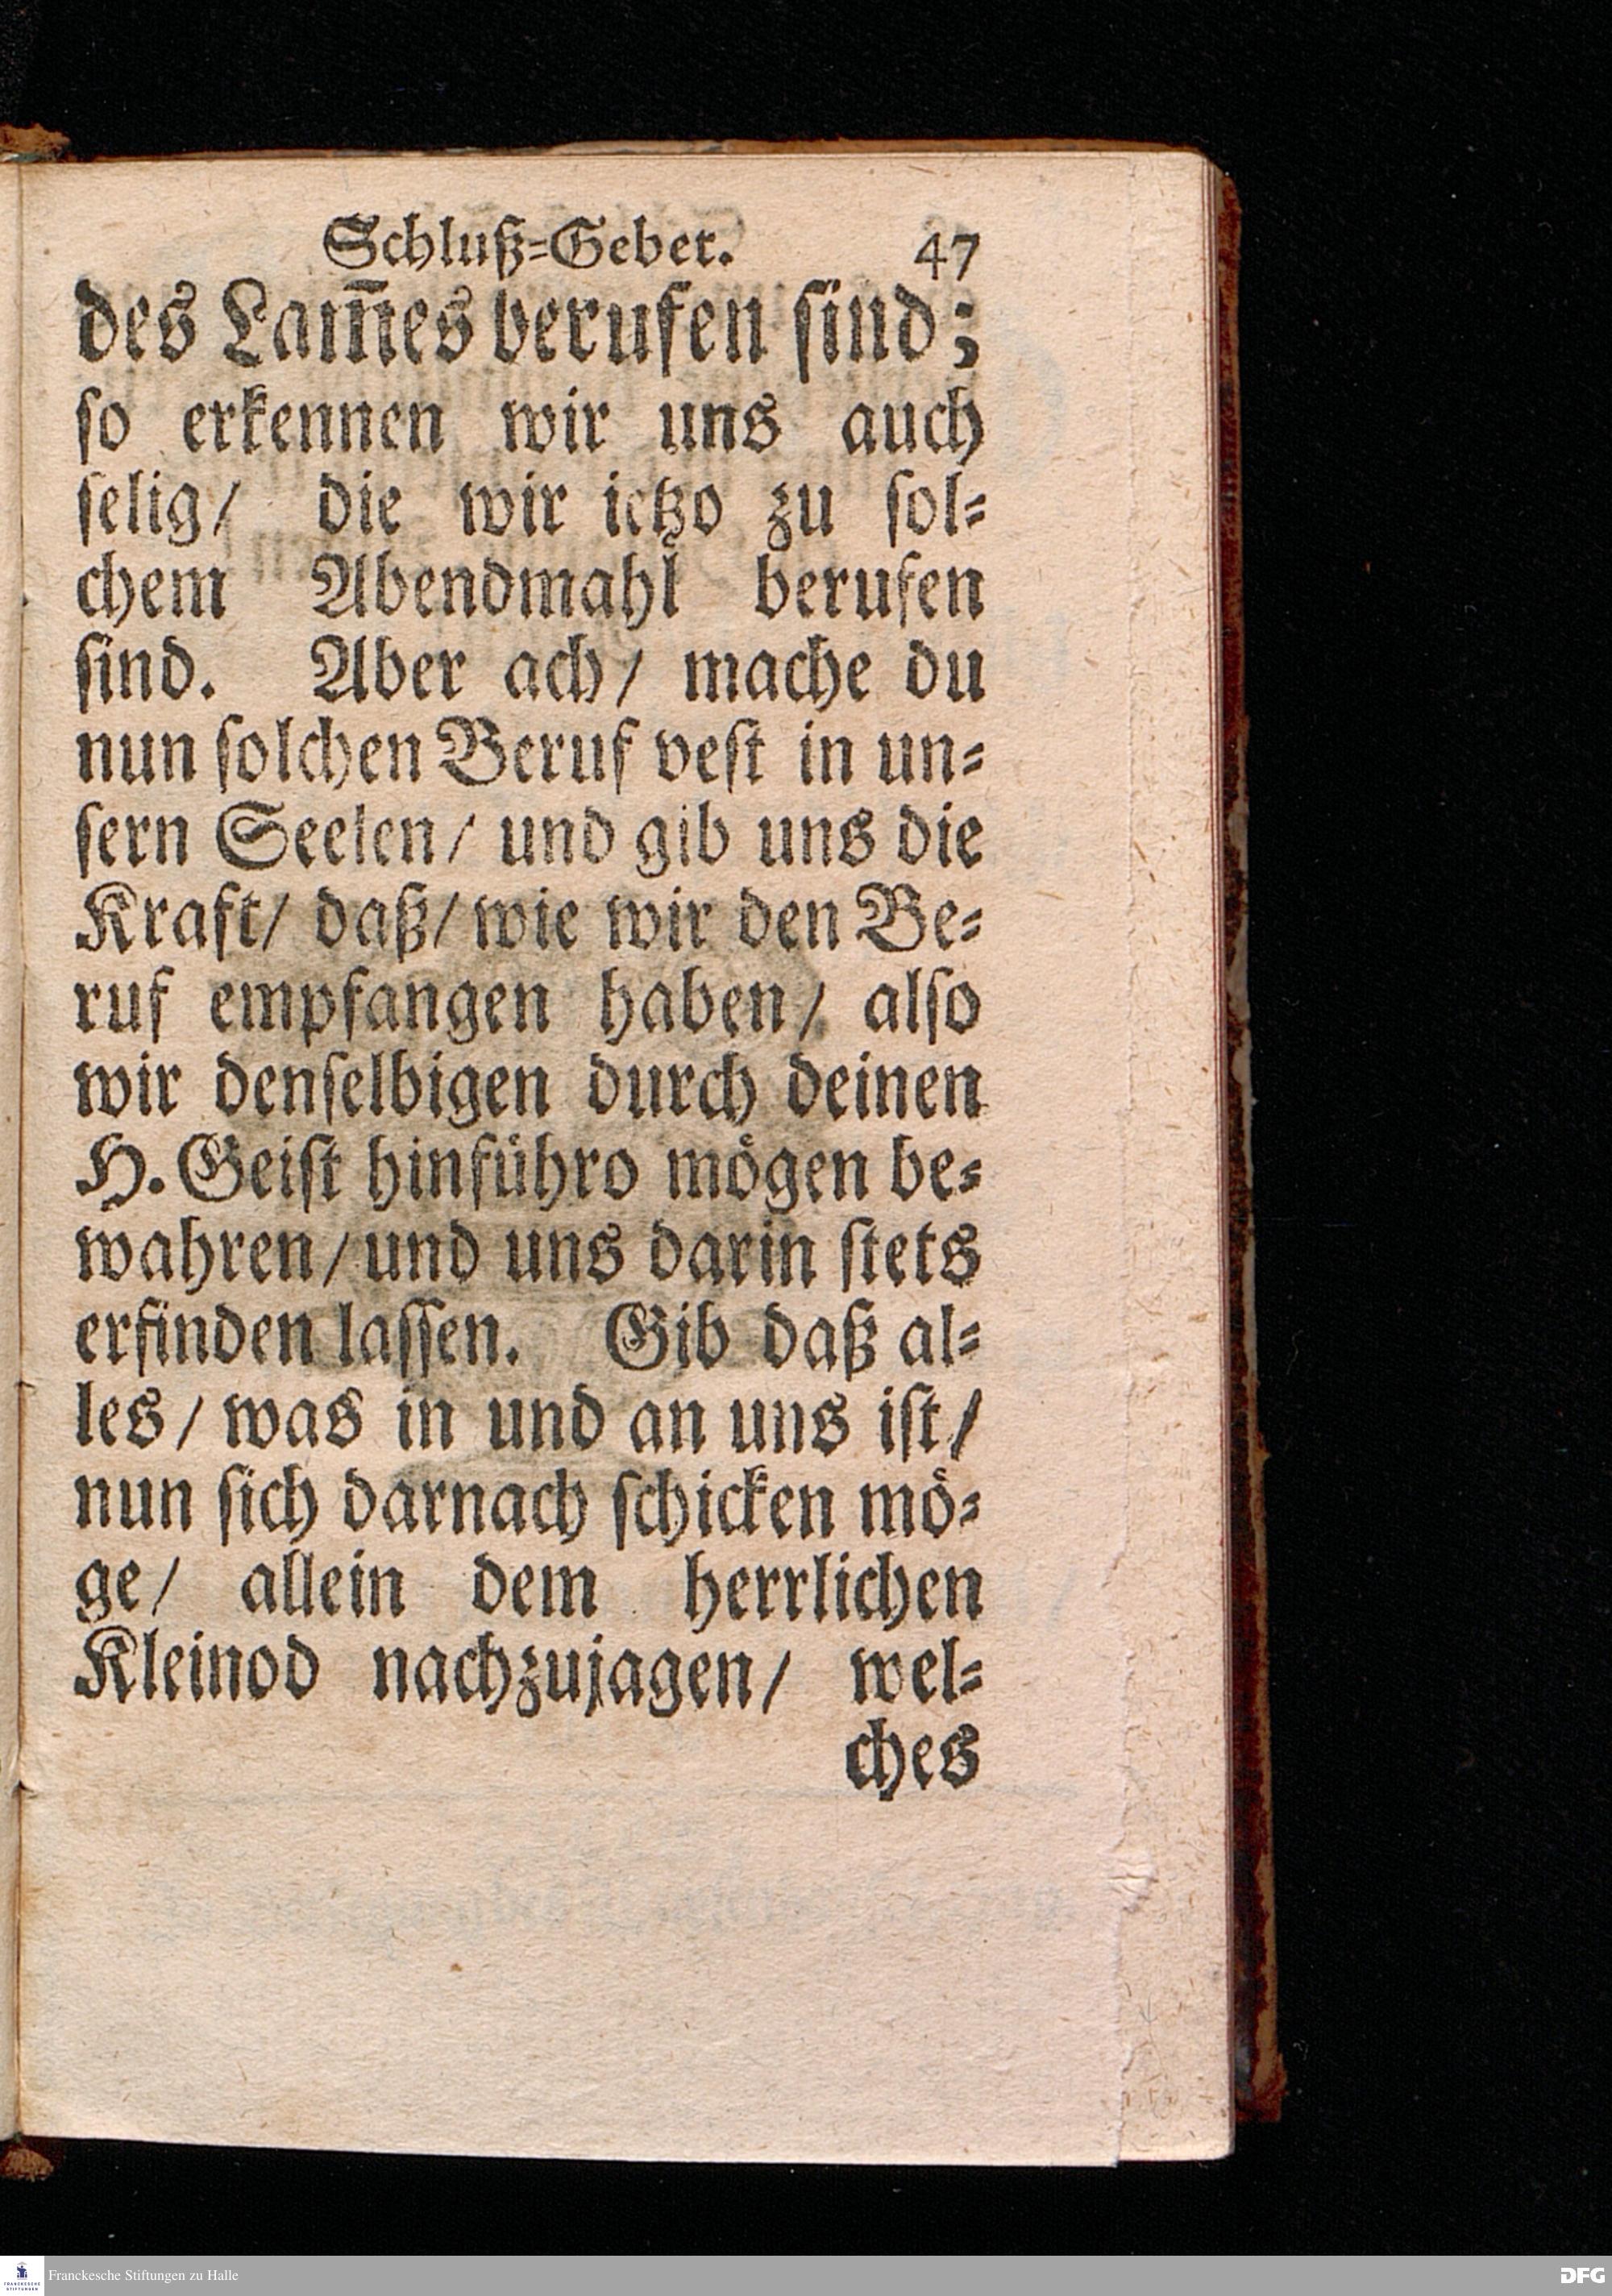 Schluß=Gebet. 47
des Lam̃es berufen sind;
so erkennen wir uns auch
selig/ die wir ietzo zu sol=
chem Abendmahl berufen
sind. Aber ach/ mache du
nun solchen Beruf vest in un=
sern Seelen/ und gib uns die
Kraft/ daß/ wie wir den Be=
ruf empfangen haben/ also
wir denselbigen durch deinen
H. Geist hinführo mögen be=
wahren/ und uns darin stets
erfinden lassen. Gib daß al=
les/ was in und an uns ist/
nun sich darnach schicken mö=
ge/ allein dem herrlichen
Kleinod nachzujagen/ wel=
ches
FRANCKESCHE STIFTUNGEN
Franckesche Stiftungen zu Halle
DFG